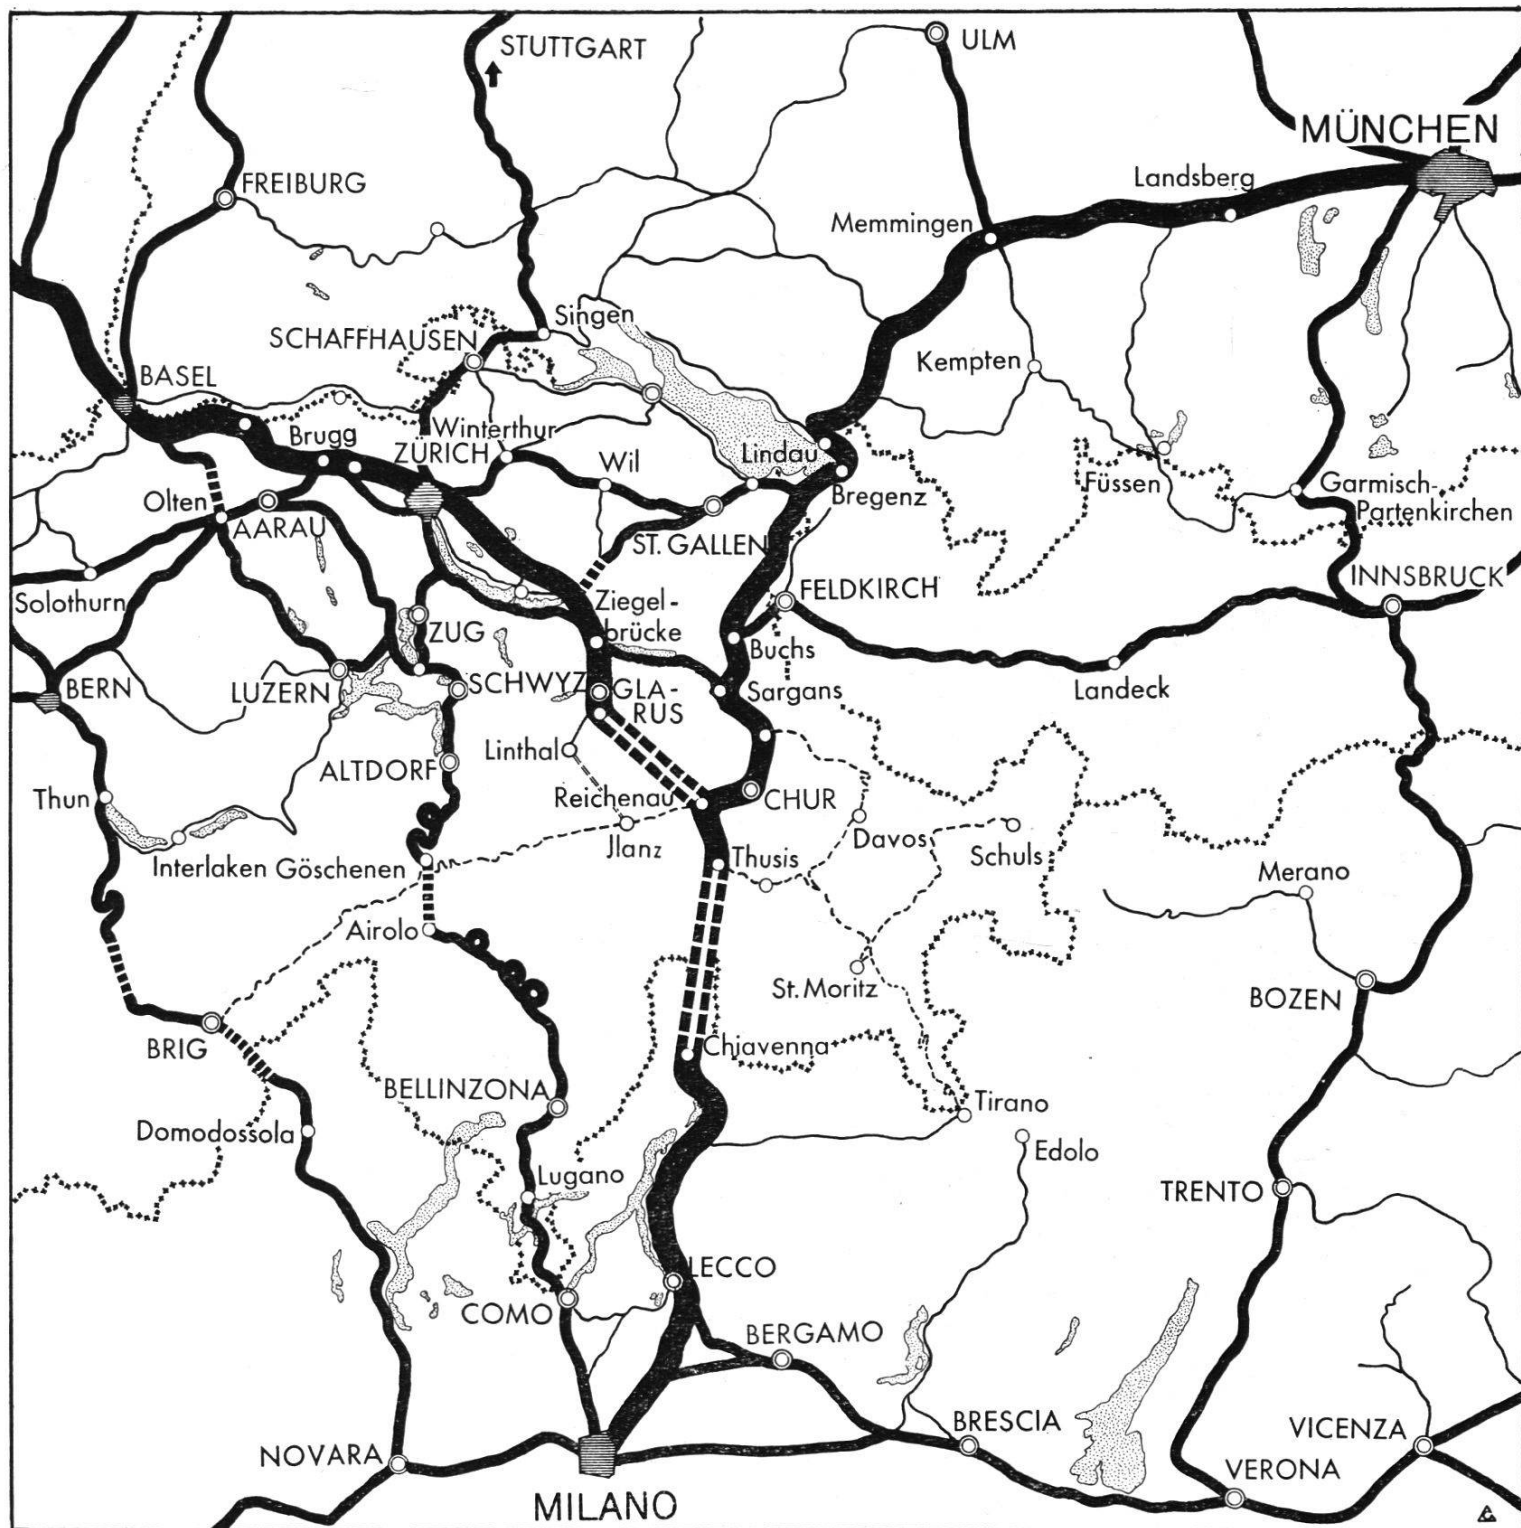 STUTTGART
ULM
MÜNCHEN
FREIBURG
Landsberg
Memmingen
Singen
SCHAFFHAUSEN
Kempten
BASEL
Brugg
Winterthur
ZÜRICH
Wil
Lindau
Bregenz
Füssen
Garmisch-
Partenkirchen
Olten
AARAU
ST. GALLEN
INNSBRUCK
Solothurn
Ziegel-
brücke
FELDKIRCH
ZUG
Buchs
BERN
LUZERN
SCHWYZ
GLA-
RUS
Sargans
Landeck
Linthal
ALTDORF
Thun
Reichenau
CHUR
Jlanz
Davos
Schuls
Interlaken
Göschenen
Thusis
Merano
Airolo
St. Moritz
BOZEN
BRIG
Chiavenna
BELLINZONA
Tirano
Domodossola
Edolo
Lugano
TRENTO
LECCO
COMO
BERGAMO
BRESCIA
VICENZA
NOVARA
VERONA
MILANO